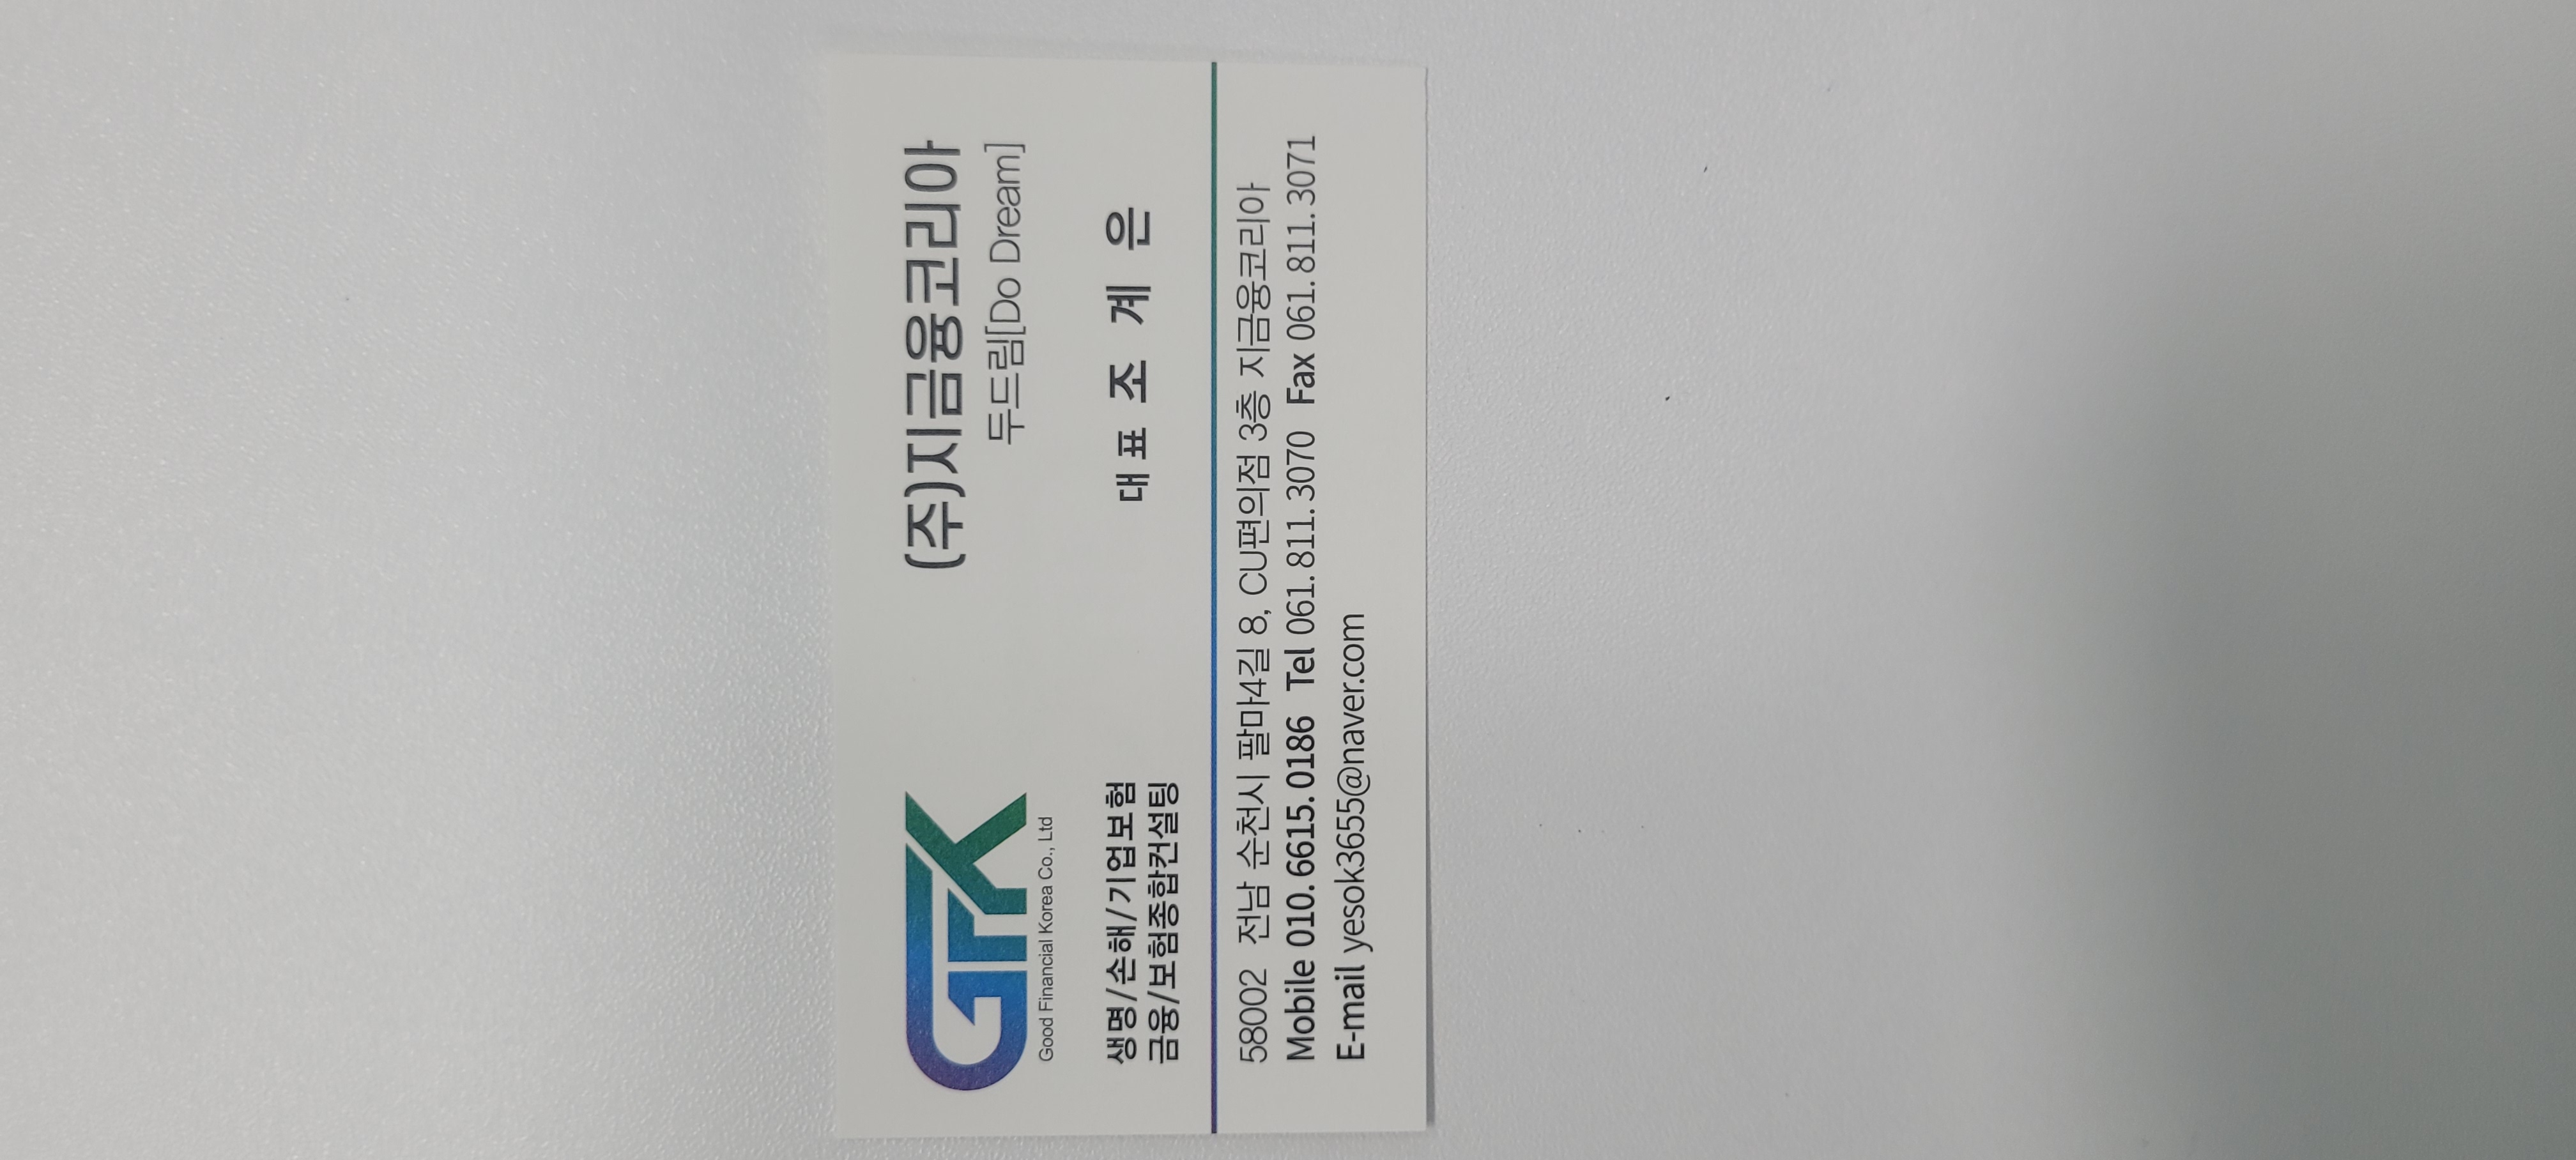 GFK
Good Financial Korea Co., Ltd
(주)지금융코리아
두드림[Do Dream]
생명/손해/기업보험
금융/보험종합컨설팅
대표 조계은
58002 전남 순천시 팔마4길 8, CU편의점 3층 지금융코리아
Mobile 010.6615.0186 Tel 061.811.3070 Fax 061.811.3071
E-mail yesok3655@naver.com